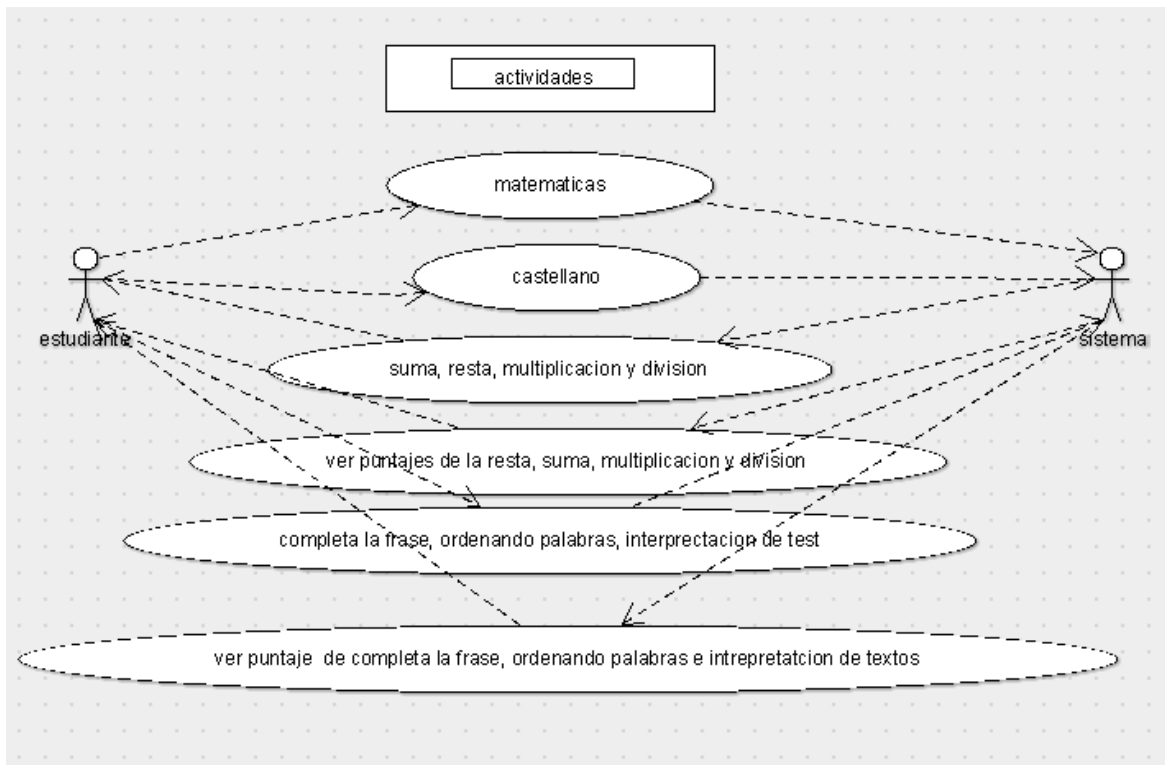 actividades
matematicas
castellano
estudiante
sistema
suma, resta, multiplicacion y division
ver puntajes de la resta, suma, multiplicacion y división
completa la frase, ordenando palabras, interprectacion de test
ver puntaje de completa la frase, ordenando palabras e intrepretatcion de textos